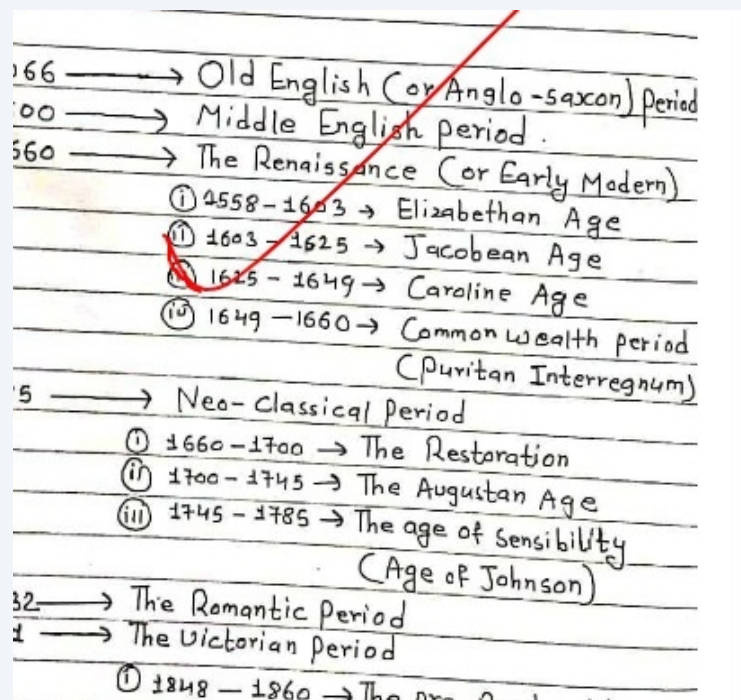 066 → Old English (or Anglo-saxon) Period
00 → Middle English period.
660 → The Renaissance (or Early Modern)
(i) 1558-1603 → Elizabethan Age
(ii) 1603-1625 → Jacobean Age
1625-1649 → Caroline Age
(iv) 1649-1660 → Common wealth period
(Puritan Interregnum)
5 → Neo-Classical Period
(i) 1660-1700 → The Restoration
(ii) 1700-1745 → The Augustan Age
(iii) 1745-1785 → The age of sensibility
(Age of Johnson)
32 → The Romantic Period
1 → The Victorian Period
(i) 1848-1860 → The